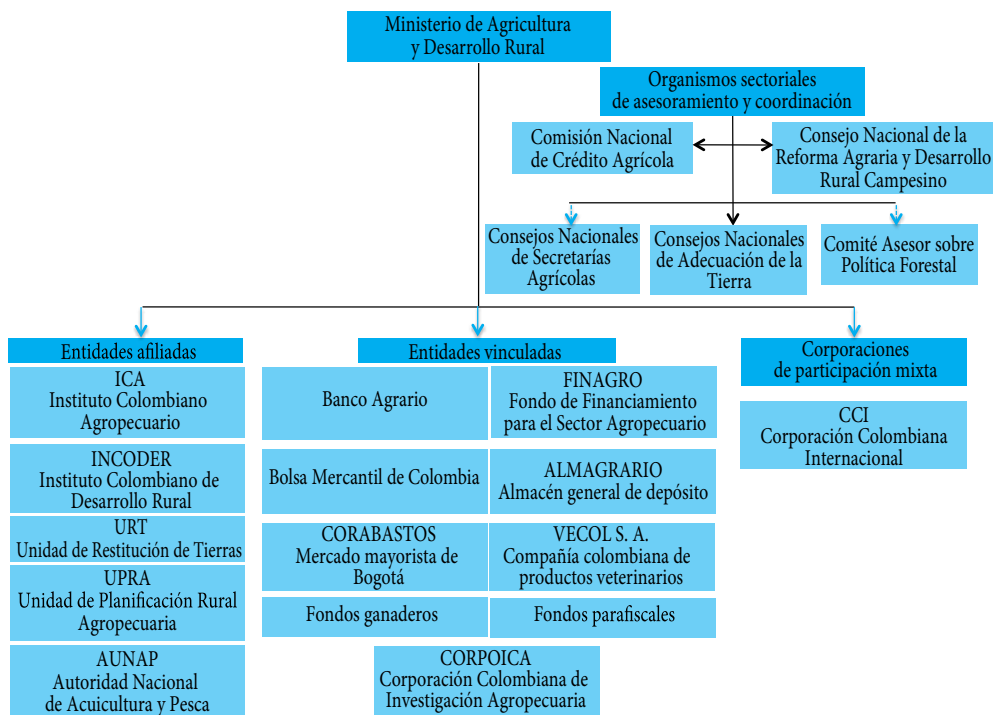 Ministerio de Agricultura
y Desarrollo Rural
Organismos sectoriales
de asesoramiento y coordinación
Comisión Nacional
de Crédito Agrícola
Consejo Nacional de la
Reforma Agraria y Desarrollo
Rural Campesino
Consejos Nacionales
de Secretarías
Agrícolas
Consejos Nacionales
de Adecuación de la
Tierra
Comité Asesor sobre
Política Forestal
Entidades afiliadas
ICA
Instituto Colombiano
Agropecuario
INCODER
Instituto Colombiano de
Desarrollo Rural
URT
Unidad de Restitución de Tierras
UPRA
Unidad de Planificación Rural
Agropecuaria
AUNAP
Autoridad Nacional
de Acuicultura y Pesca
Entidades vinculadas
Banco Agrario
FINAGRO
Fondo de Financiamiento
para el Sector Agropecuario
Bolsa Mercantil de Colombia
ALMAGRARIO
Almacén general de depósito
CORABASTOS
Mercado mayorista de
Bogotá
VECOL S. A.
Compañía colombiana de
productos veterinarios
Fondos ganaderos
Fondos parafiscales
CORPOICA
Corporación Colombiana de
Investigación Agropecuaria
Corporaciones
de participación mixta
CCI
Corporación Colombiana
Internacional